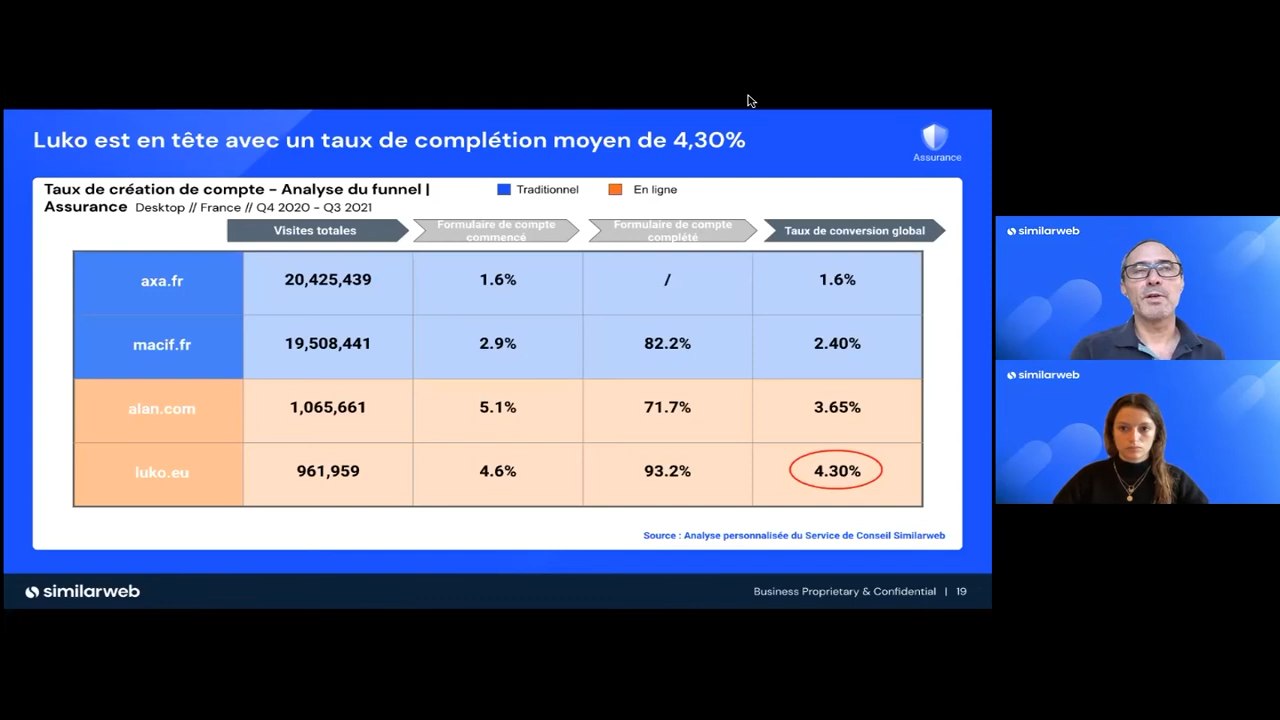 Luko est en tête avec un taux de complétion moyen de 4,30%
Assurance
Taux de création de compte - Analyse du funnel |
Assurance Desktop // France // Q4 2020 - Q3 2021
Traditionnel
En ligne
Visites totales
Formulaire de compte
commencé
Formulaire de compte
complété
Taux de conversion global
axa.fr 20,425,439 1.6% / 1.6%
macif.fr 19,508,441 2.9% 82.2% 2.40%
alan.com 1,065,661 5.1% 71.7% 3.65%
luko.eu 961,959 4.6% 93.2% 4.30%
Source : Analyse personnalisée du Service de Conseil Similarweb
similarweb
Business Proprietary & Confidential | 19
similarweb
similarweb